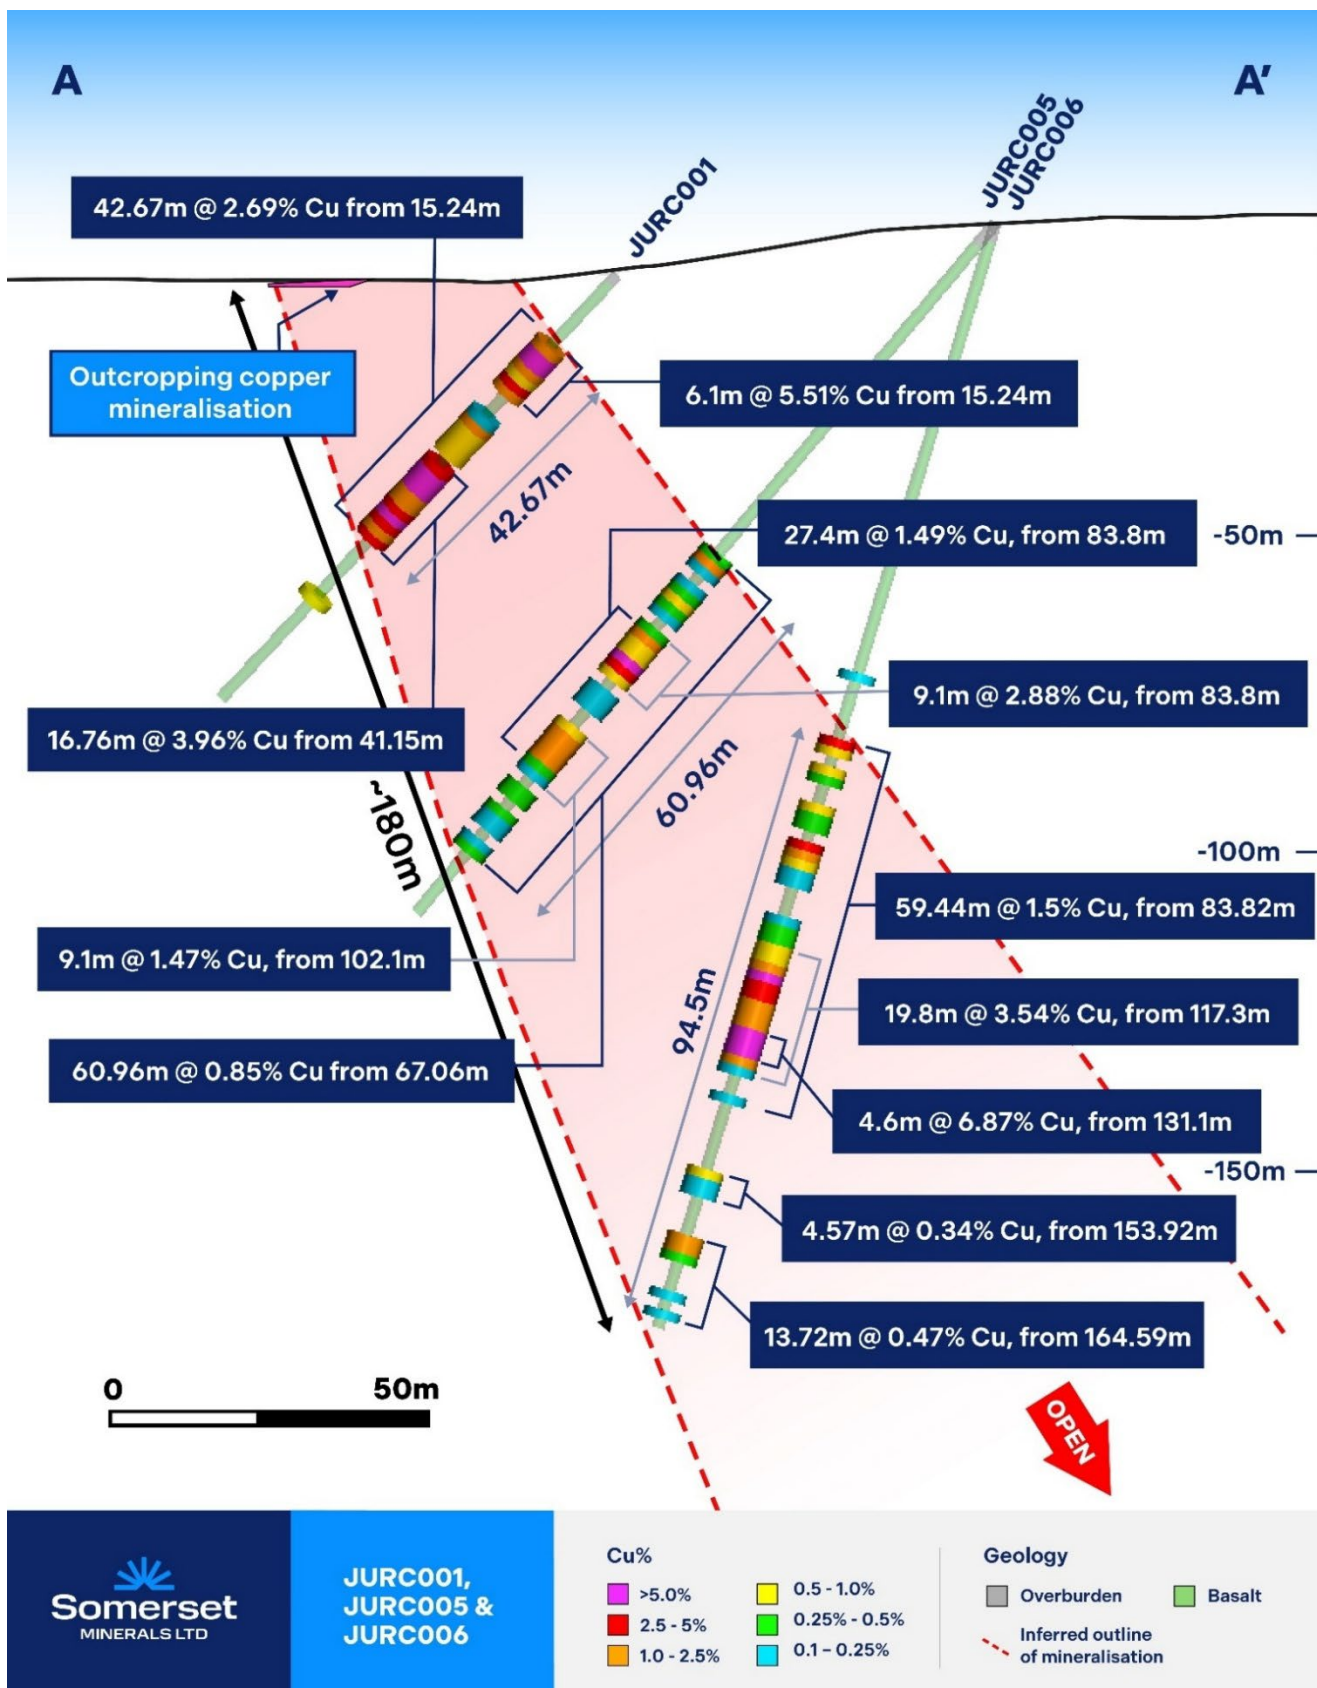 A
A’
JURC005
JURC006
JURC001
42.67m @ 2.69% Cu from 15.24m
Outcropping copper
mineralisation
6.1m @ 5.51% Cu from 15.24m
42.67m
27.4m @ 1.49% Cu, from 83.8m
-50m
9.1m @ 2.88% Cu, from 83.8m
16.76m @ 3.96% Cu from 41.15m
60.96m
~180m
-100m
59.44m @ 1.5% Cu, from 83.82m
9.1m @ 1.47% Cu, from 102.1m
94.5m
19.8m @ 3.54% Cu, from 117.3m
60.96m @ 0.85% Cu from 67.06m
4.6m @ 6.87% Cu, from 131.1m
-150m
4.57m @ 0.34% Cu, from 153.92m
13.72m @ 0.47% Cu, from 164.59m
0 50m
OPEN
Somerset
MINERALS LTD
JURC001,
JURC005 &
JURC006
Cu%
>5.0%
2.5 - 5%
1.0 - 2.5%
0.5 - 1.0%
0.25% - 0.5%
0.1 – 0.25%
Geology
Overburden
Basalt
Inferred outline
of mineralisation